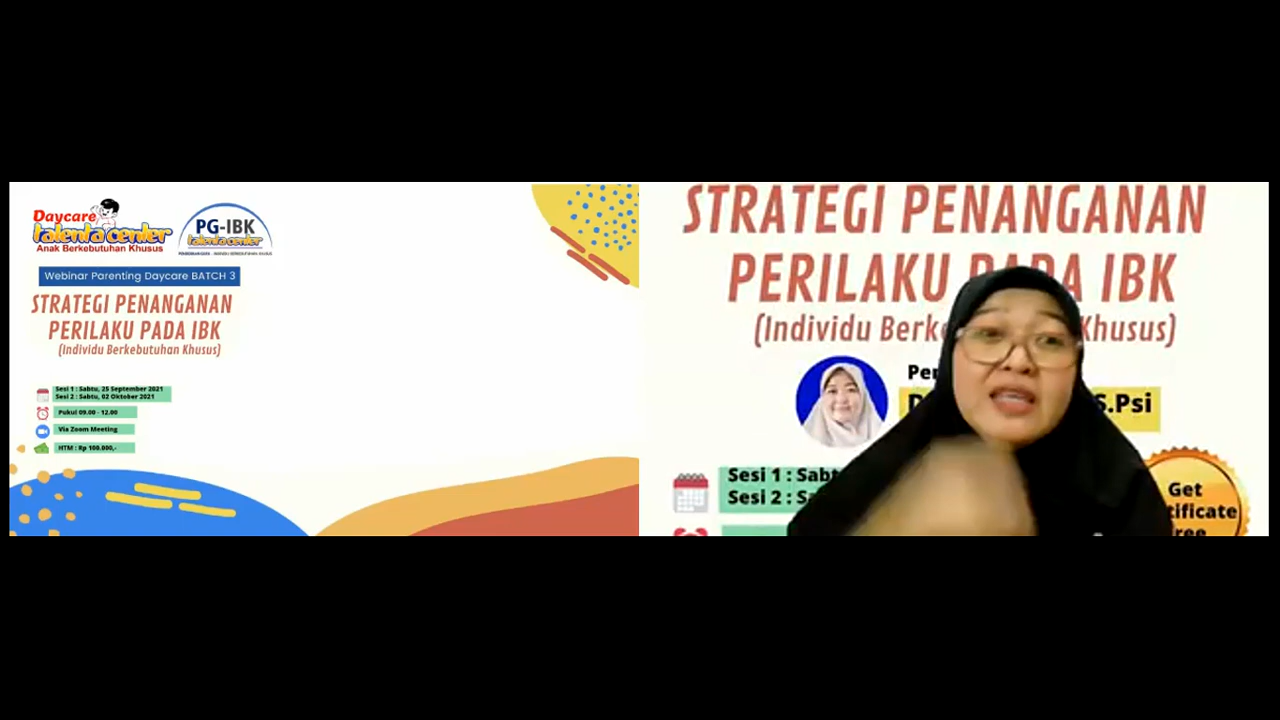 Daycare
talenta center
Anak Berkebutuhan Khusus
PG-IBK
talenta center
Webinar Parenting Daycare BATCH 3
STRATEGI PENANGANAN
PERILAKU PADA IBK
(Individu Berkebutuhan Khusus)
Sesi 1 : Sabtu, 25 September 2021
Sesi 2 : Sabtu, 02 Oktober 2021
Pukul 09.00 - 12.00
Via Zoom Meeting
HTM : Rp 100.000,-
STRATEGI PENANGANAN
PERILAKU PADA IBK
(Individu Khusus)
S.Psi
Sesi 1 :
Sesi 2 :
Get